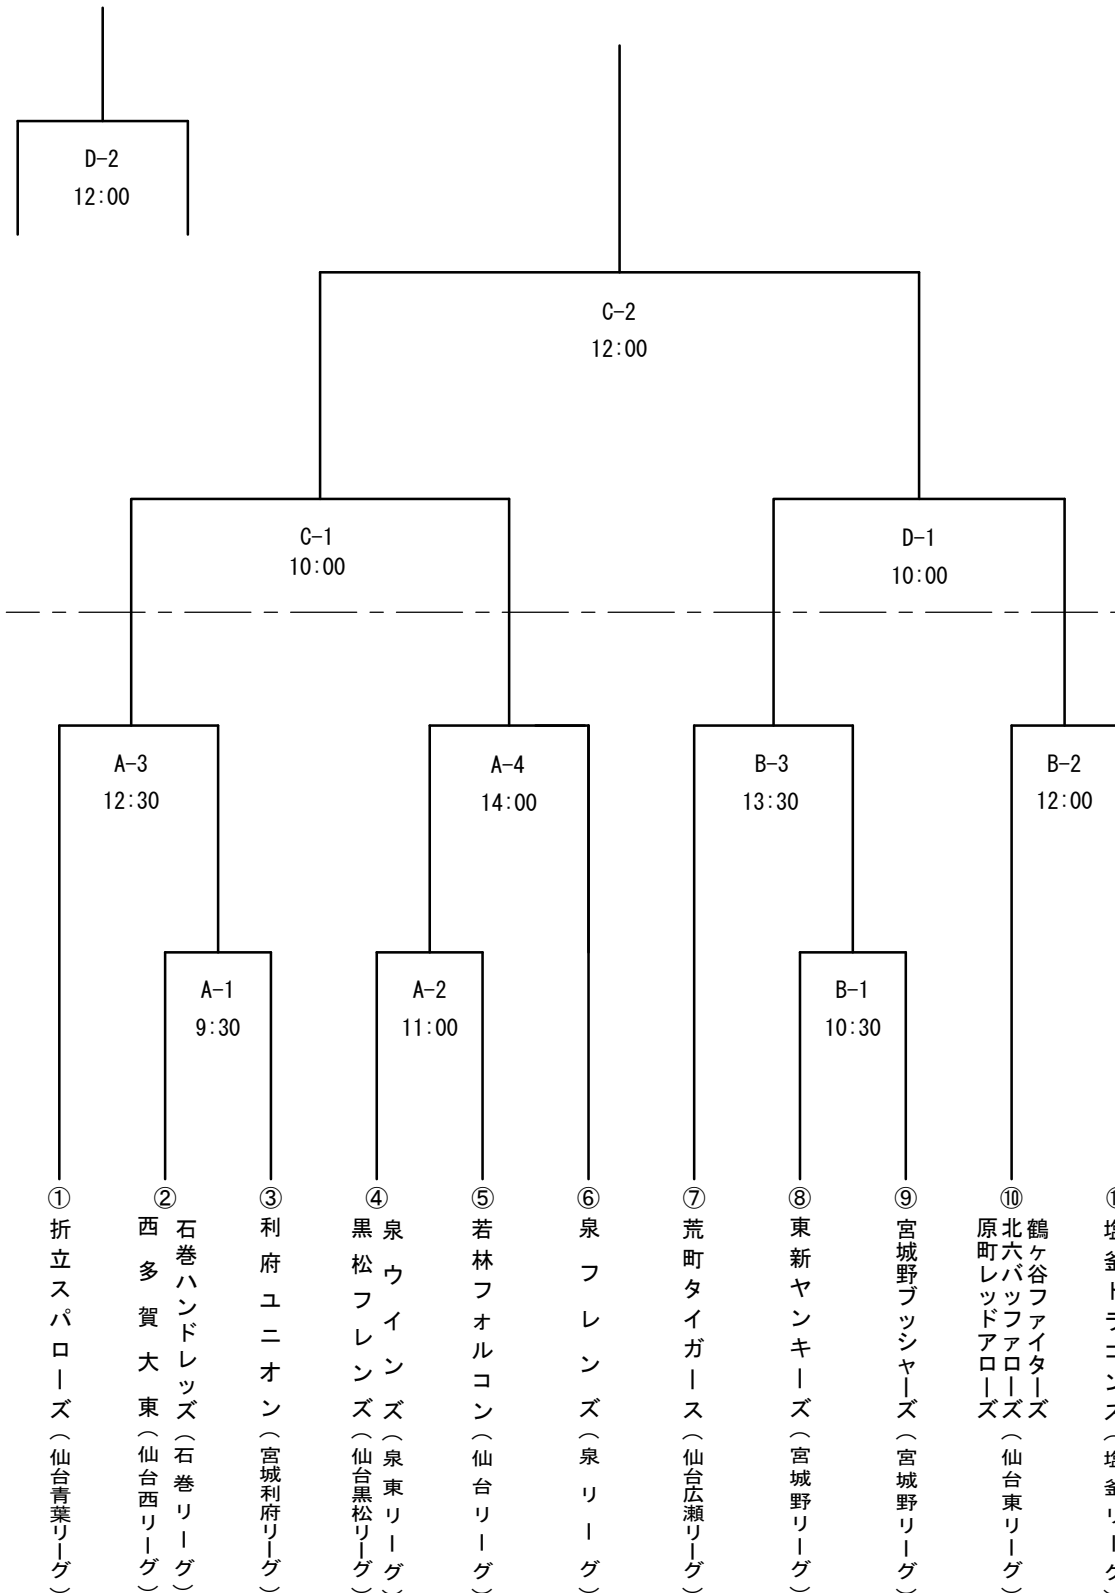 D-2
12:00
C-2
12:00
C-1
10:00
D-1
10:00
A-3
12:30
A-4
14:00
B-3
13:30
B-2
12:00
A-1
9:30
A-2
11:00
B-1
10:30
①
折立スパローズ（仙台青葉リーグ）
②
石巻ハンドレッズ（石巻リーグ）
西多賀大東（仙台西リーグ）
③
利府ユニオン（宮城利府リーグ）
④
泉ウインズ（泉東リーグ）
黒松フレンズ（仙台黒松リーグ）
⑤
若林フォルコン（仙台リーグ）
⑥
泉フレンズ（泉リーグ）
⑦
荒町タイガース（仙台広瀬リーグ）
⑧
東新ヤンキーズ（宮城野リーグ）
⑨
宮城野ブッシャーズ（宮城野リーグ）
⑩
鶴ヶ谷ファイターズ
北六バッファローズ（仙台東リーグ）
原町レッドアローズ